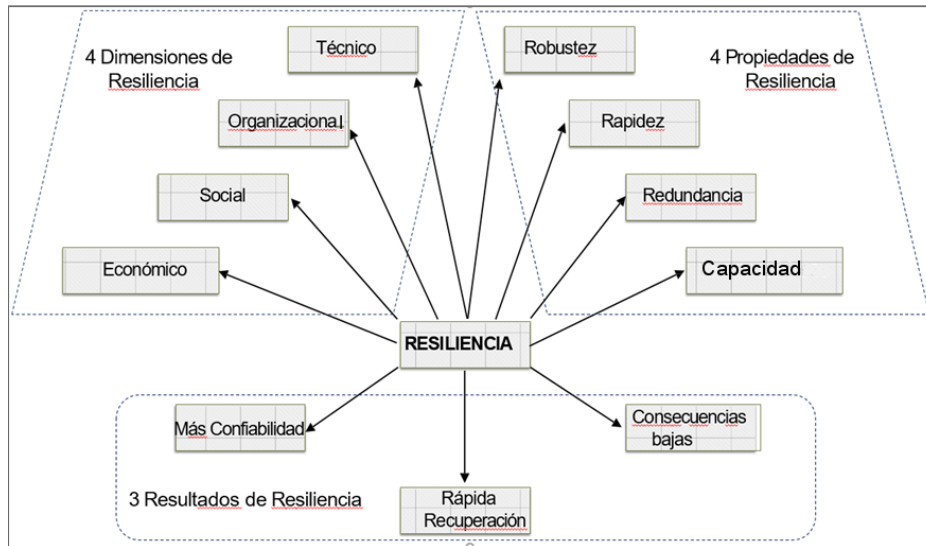 4 Dimensiones de
Resiliencia
Técnico
Organizacional
Social
Económico
Robustez
4 Propiedades de
Resiliencia
Rapidez
Redundancia
Capacidad
RESILIENCIA
Más Confiabilidad
Consecuencias
bajas
3 Resultados de Resiliencia
Rápida
Recuperación